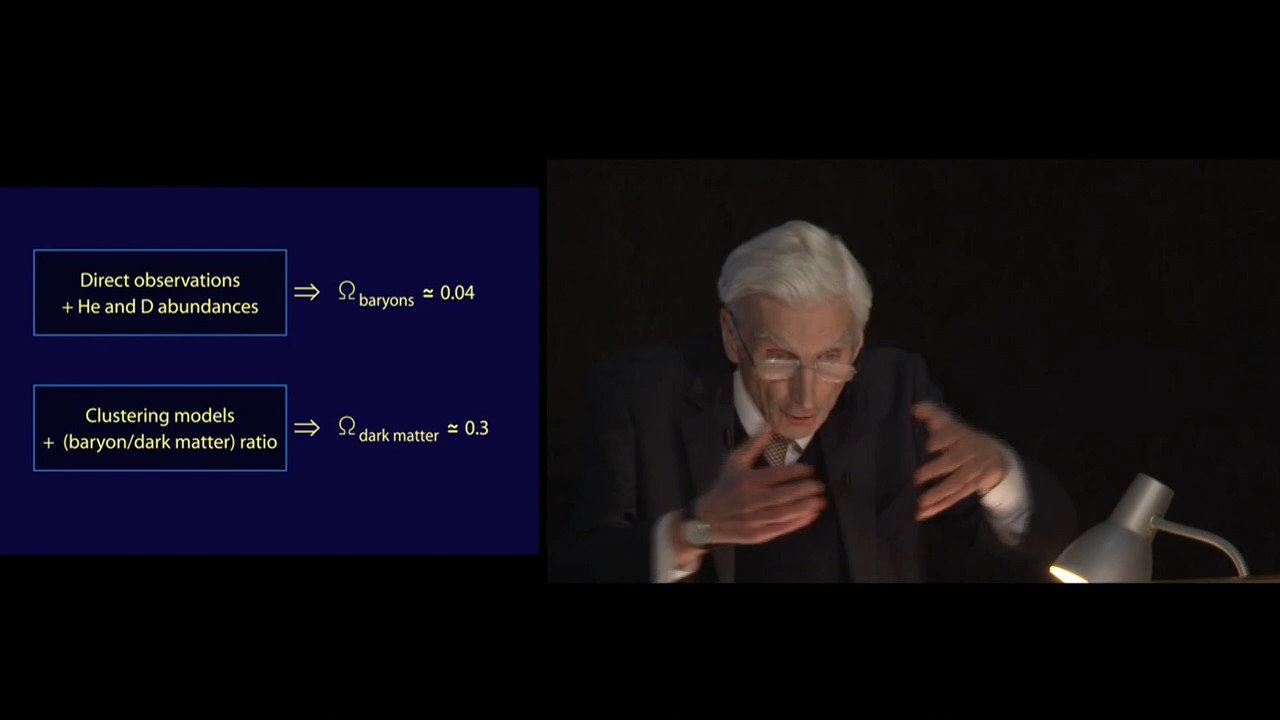 Direct observations
+ He and D abundances
⇒ Ω baryons ≃ 0.04
Clustering models
+ (baryon/dark matter) ratio
⇒ Ω dark matter ≃ 0.3